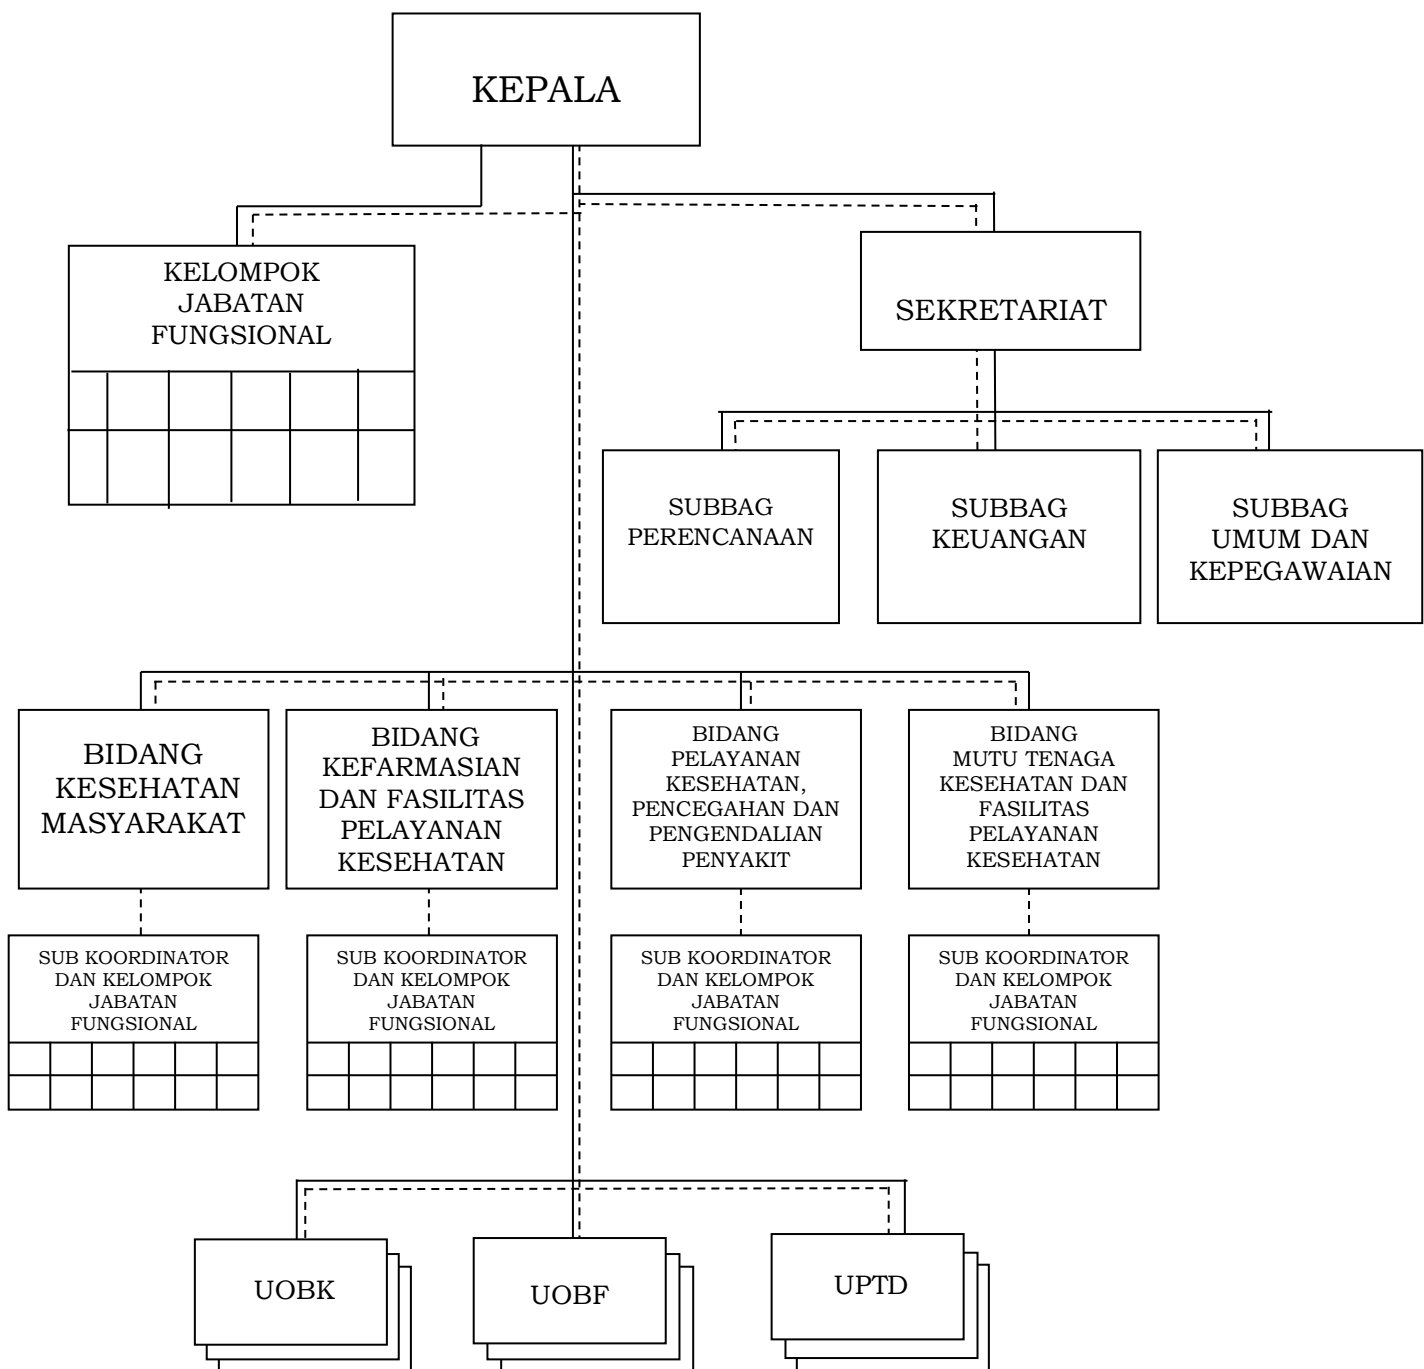 KEPALA
KELOMPOK
JABATAN
FUNGSIONAL
SEKRETARIAT
SUBBAG
PERENCANAAN
SUBBAG
KEUANGAN
SUBBAG
UMUM DAN
KEPEGAWAIAN
BIDANG
KESEHATAN
MASYARAKAT
BIDANG
KEFARMASIAN
DAN FASILITAS
PELAYANAN
KESEHATAN
BIDANG
PELAYANAN
KESEHATAN,
PENCEGAHAN DAN
PENGENDALIAN
PENYAKIT
BIDANG
MUTU TENAGA
KESEHATAN DAN
FASILITAS
PELAYANAN
KESEHATAN
SUB KOORDINATOR
DAN KELOMPOK
JABATAN
FUNGSIONAL
SUB KOORDINATOR
DAN KELOMPOK
JABATAN
FUNGSIONAL
SUB KOORDINATOR
DAN KELOMPOK
JABATAN
FUNGSIONAL
SUB KOORDINATOR
DAN KELOMPOK
JABATAN
FUNGSIONAL
UOBK
UOBF
UPTD